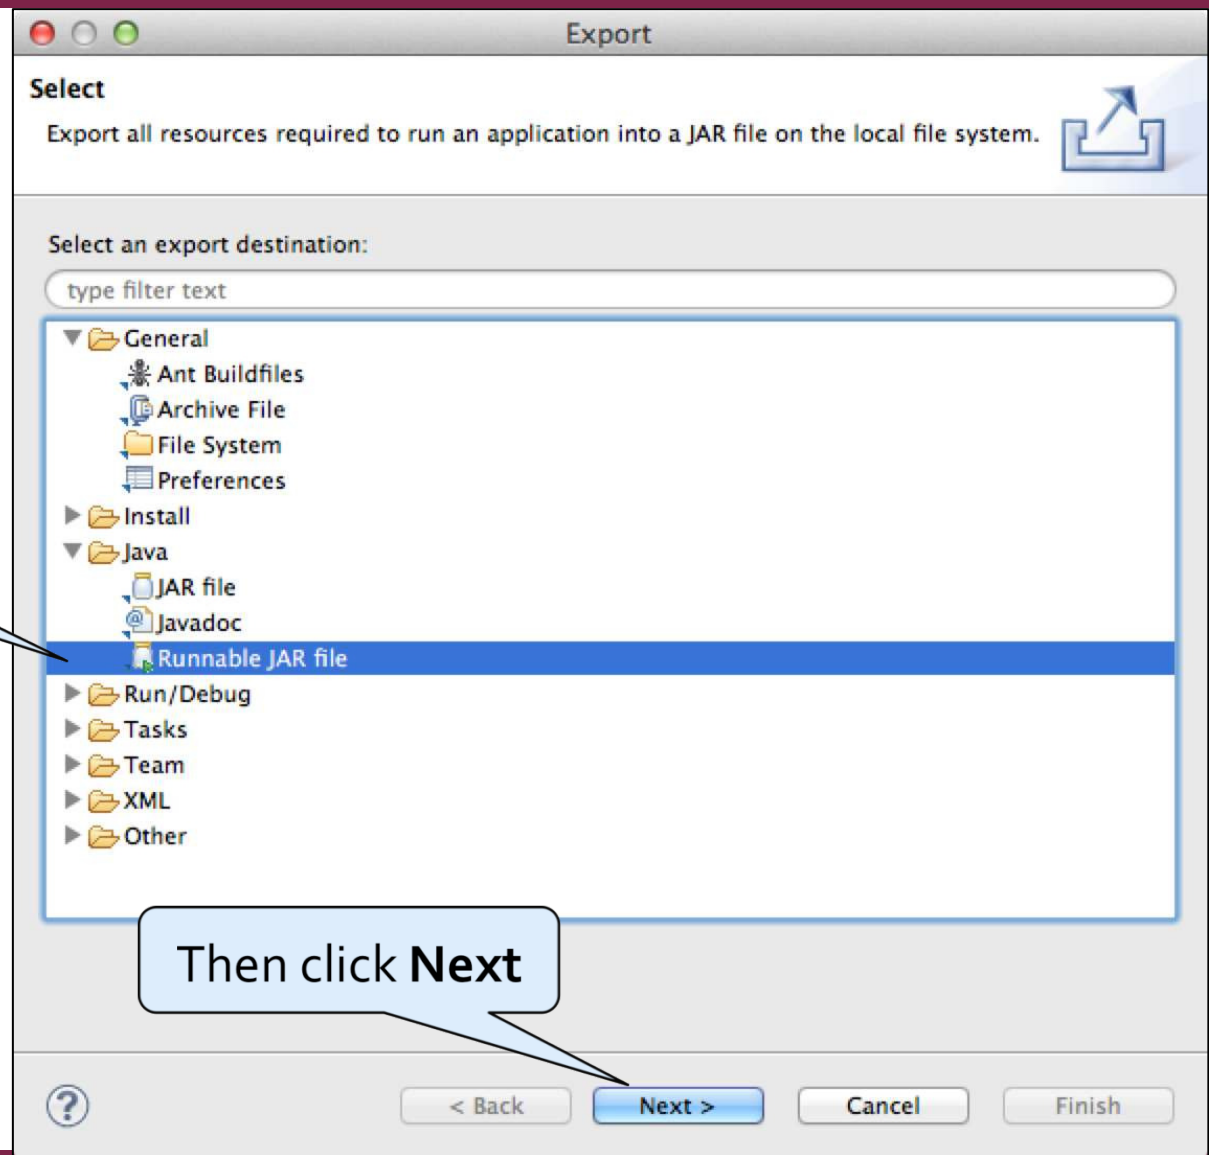 Export
Select
Export all resources required to run an application into a JAR file on the local file system.
Select an export destination:
type filter text
General
Ant Buildfiles
Archive File
File System
Preferences
Install
Java
JAR file
Javadoc
Runnable JAR file
Run/Debug
Tasks
Team
XML
Other
Then click Next
? < Back Next > Cancel Finish